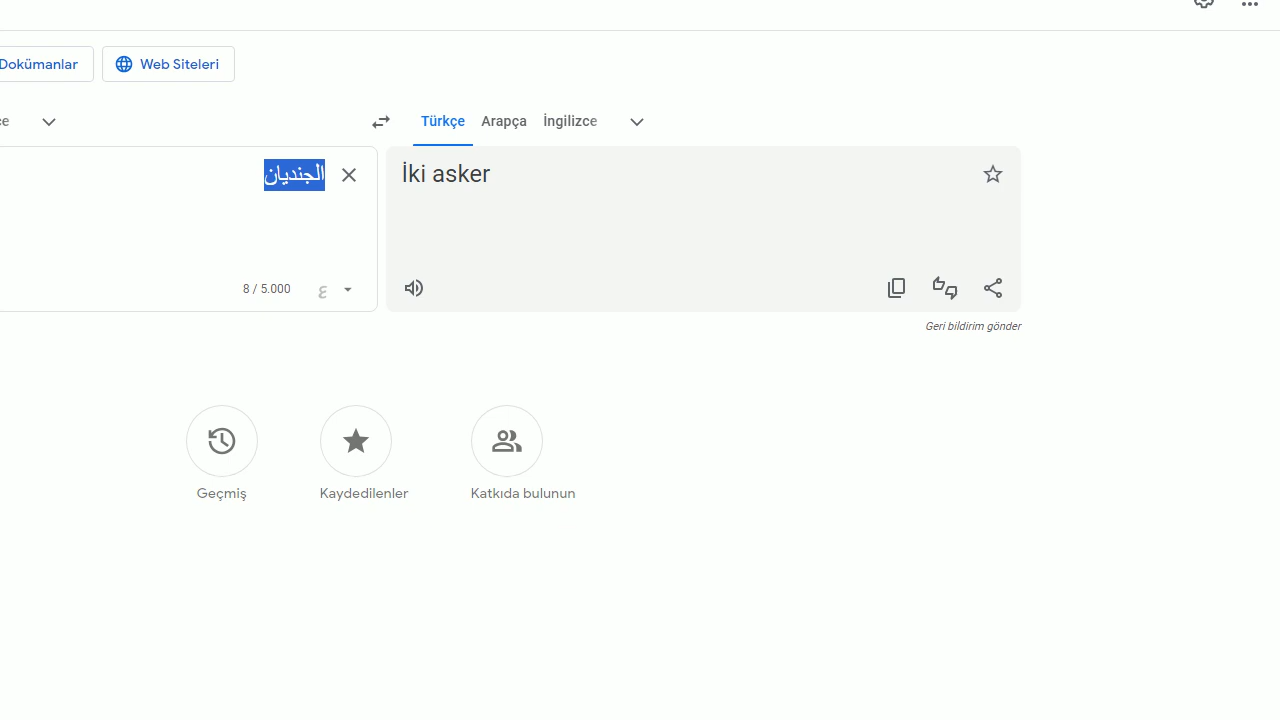 Dokümanlar
Web Siteleri
Türkçe
Arapça
İngilizce
الجنديان
İki asker
8 / 5.000
Geri bildirim gönder
Geçmiş
Kaydedilenler
Katkıda bulunun